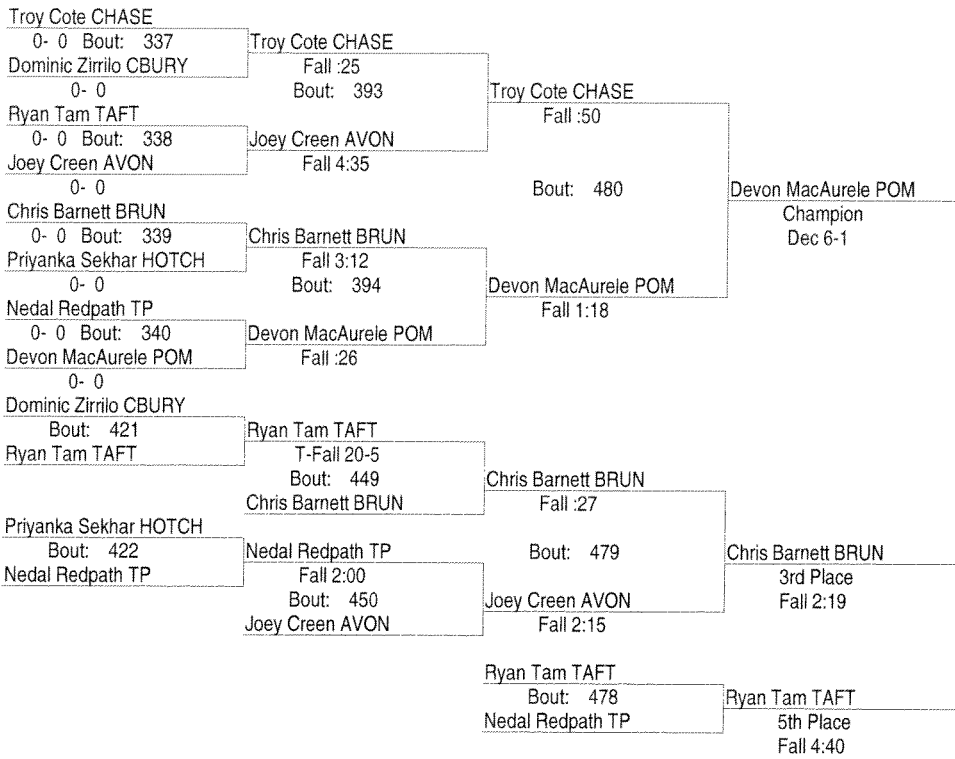 Troy Cote CHASE
0- 0 Bout: 337
Dominic Zirrilo CBURY
0- 0
Ryan Tam TAFT
0- 0 Bout: 338
Joey Creen AVON
0- 0
Chris Barnett BRUN
0- 0 Bout: 339
Priyanka Sekhar HOTCH
0- 0
Nedal Redpath TP
0- 0 Bout: 340
Devon MacAurele POM
0- 0
Troy Cote CHASE
Fall :25
Bout: 393
Joey Creen AVON
Fall 4:35
Chris Barnett BRUN
Fall 3:12
Bout: 394
Devon MacAurele POM
Fall :26
Troy Cote CHASE
Fall :50
Bout: 480
Devon MacAurele POM
Fall 1:18
Devon MacAurele POM
Champion
Dec 6-1
Dominic Zirrilo CBURY
Bout: 421
Ryan Tam TAFT
Priyanka Sekhar HOTCH
Bout: 422
Nedal Redpath TP
Ryan Tam TAFT
T-Fall 20-5
Bout: 449
Chris Barnett BRUN
Nedal Redpath TP
Fall 2:00
Bout: 450
Joey Creen AVON
Chris Barnett BRUN
Fall :27
Bout: 479
Joey Creen AVON
Fall 2:15
Chris Barnett BRUN
3rd Place
Fall 2:19
Ryan Tam TAFT
Bout: 478
Nedal Redpath TP
Ryan Tam TAFT
5th Place
Fall 4:40